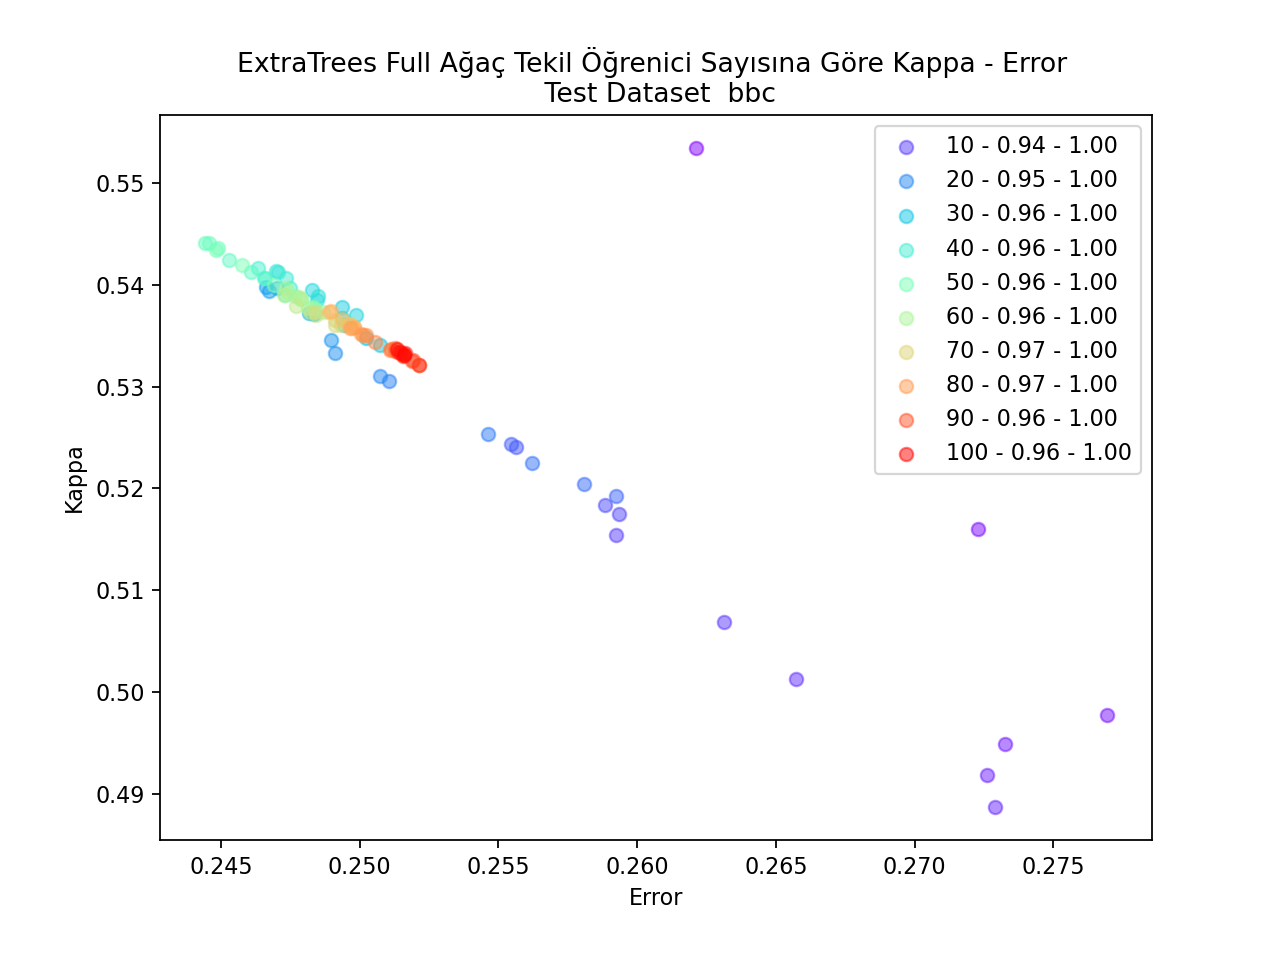 ExtraTrees Full Ağaç Tekil Öğrenici Sayısına Göre Kappa - Error
Test Dataset  bbc
10 - 0.94 - 1.00
20 - 0.95 - 1.00
30 - 0.96 - 1.00
40 - 0.96 - 1.00
50 - 0.96 - 1.00
60 - 0.96 - 1.00
70 - 0.97 - 1.00
80 - 0.97 - 1.00
90 - 0.96 - 1.00
100 - 0.96 - 1.00
Kappa
0.55
0.54
0.53
0.52
0.51
0.50
0.49
0.245 0.250 0.255 0.260 0.265 0.270 0.275
Error